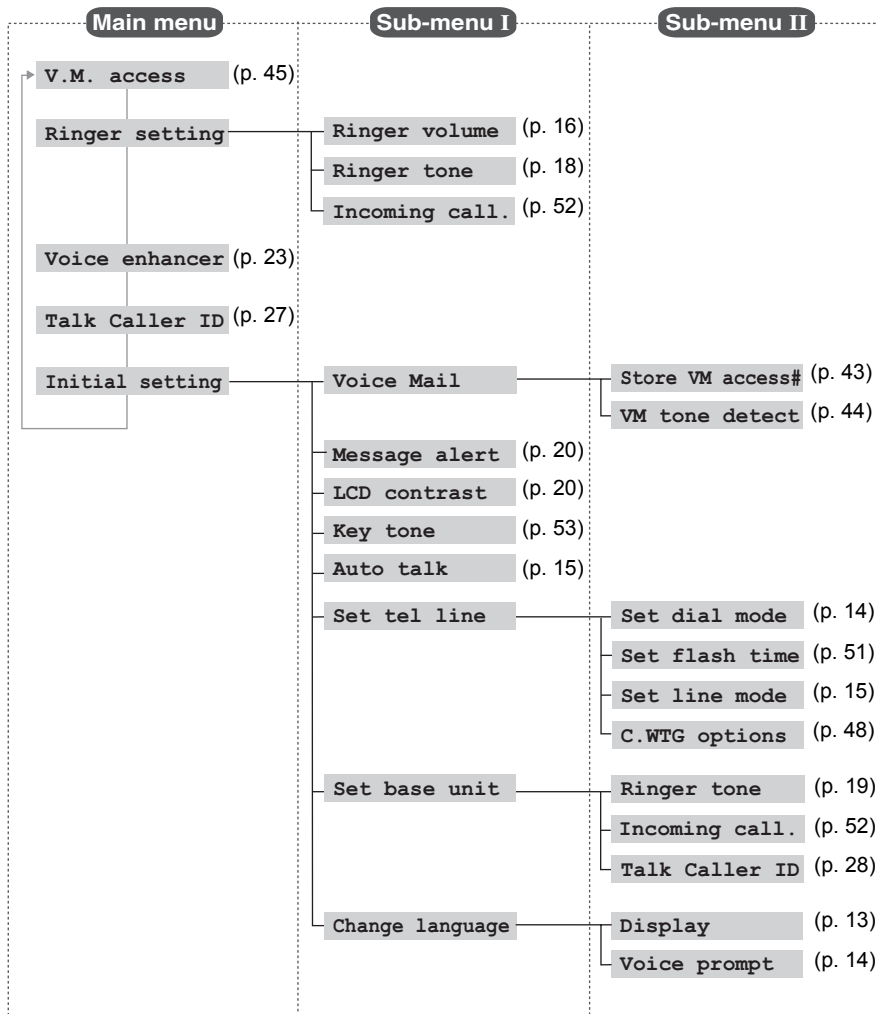 Main menu Sub-menu I Sub-menu II
V.M. access (p. 45)
Ringer setting Ringer volume (p. 16)
Ringer tone (p. 18)
Incoming call. (p. 52)
Voice enhancer (p. 23)
Talk Caller ID (p. 27)
Initial setting Voice Mail Store VM access# (p. 43)
VM tone detect (p. 44)
Message alert (p. 20)
LCD contrast (p. 20)
Key tone (p. 53)
Auto talk (p. 15)
Set tel line Set dial mode (p. 14)
Set flash time (p. 51)
Set line mode (p. 15)
C.WTG options (p. 48)
Set base unit Ringer tone (p. 19)
Incoming call. (p. 52)
Talk Caller ID (p. 28)
Change language Display (p. 13)
Voice prompt (p. 14)